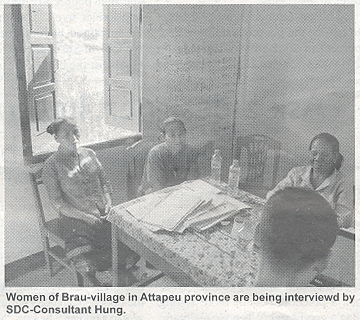 Women of Brau-village in Attapeu province are being interviewd by
SDC-Consultant Hung.